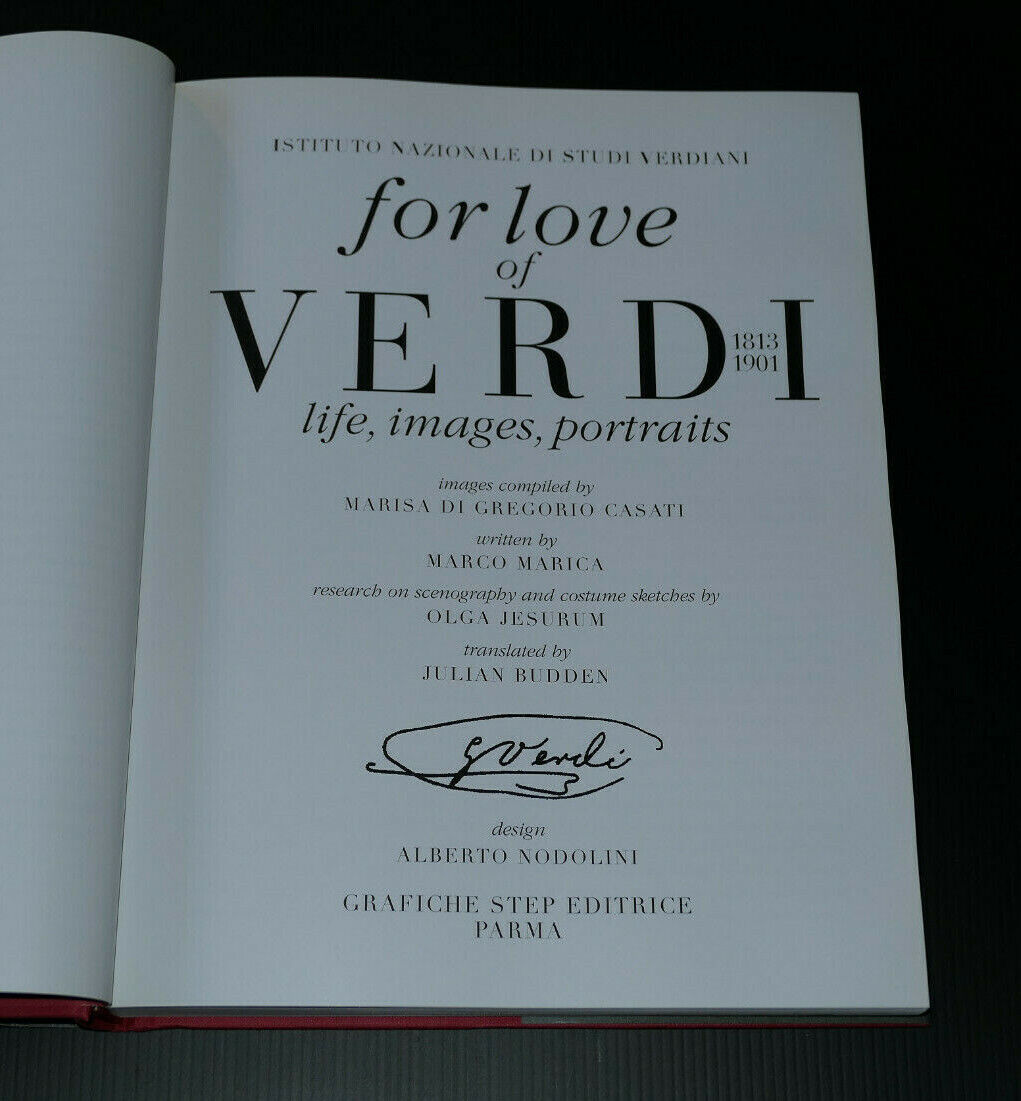 ISTITUTO NAZIONALE DI STUDI VERDIANI
for love
of
VERDI
1813
1901
life, images, portraits
images compiled by
MARISA DI GREGORIO CASATI
written by
MARCO MARICA
research on scenography and costume sketches by
OLGA JESURUM
translated by
JULIAN BUDDEN
G Verdi
design
ALBERTO NODOLINI
GRAFICHE STEP EDITRICE
PARMA